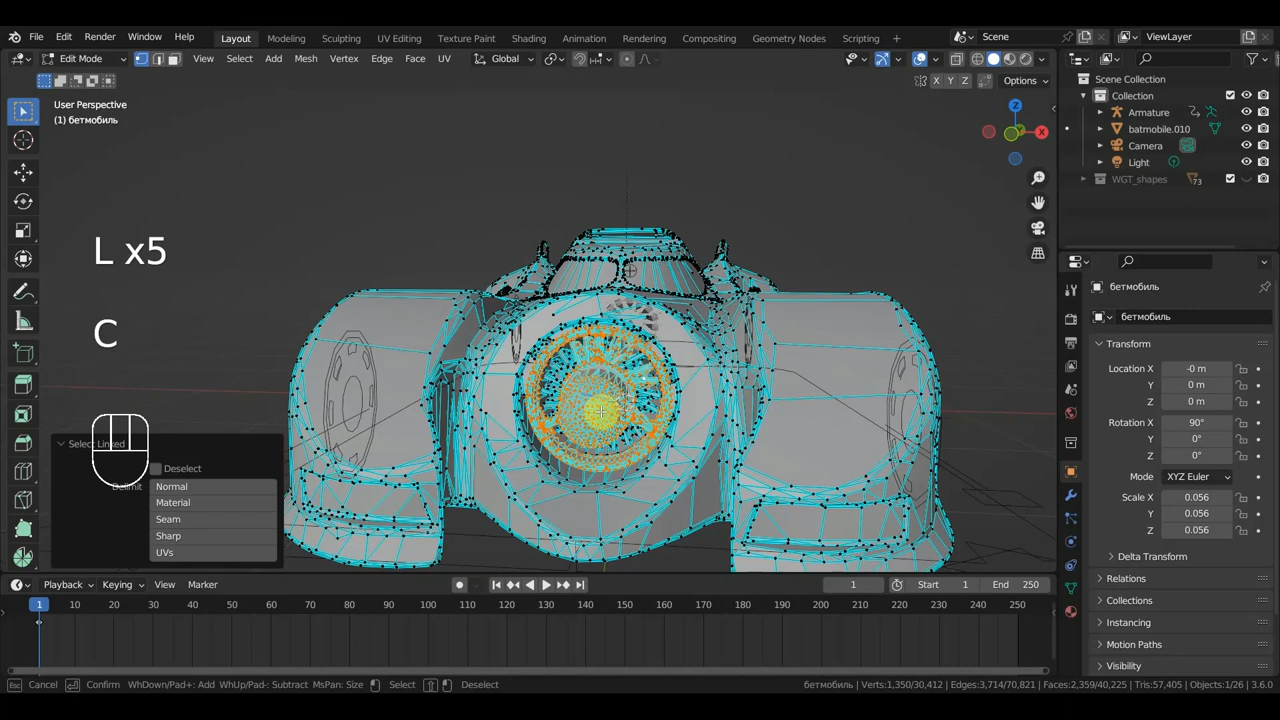 File Edit Render Window Help Layout Modeling Sculpting UV Editing Texture Paint Shading Animation Rendering Compositing Geometry Nodes Scripting Scene ViewLayer
Edit Mode View Select Add Mesh Vertex Edge Face UV Global
X Y Z Options
User Perspective
(1) бетмобиль
L x5
C
Z
X
Select Linked
Deselect
Delimit Normal
Material
Seam
Sharp
UVs
Scene Collection
Collection
Armature
batmobile.010
Camera
Light
WGT_shapes 73
бетмобиль
бетмобиль
Transform
Location X -0 m
Y 0 m
Z 0 m
Rotation X 90°
Y 0°
Z 0°
Mode XYZ Euler
Scale X 0.056
Y 0.056
Z 0.056
Delta Transform
Relations
Collections
Instancing
Motion Paths
Visibility
Playback Keying View Marker 1 Start 1 End 250
1 10 20 30 40 50 60 70 80 90 100 110 120 130 140 150 160 170 180 190 200 210 220 230 240 250
Esc Cancel Confirm WhDown/Pad+: Add WhUp/Pad-: Subtract MsPan: Size Select Deselect бетмобиль | Verts:1,350/30,412 | Edges:3,714/70,821 | Faces:2,359/40,225 | Tris:57,405 | Objects:1/26 | 3.6.0